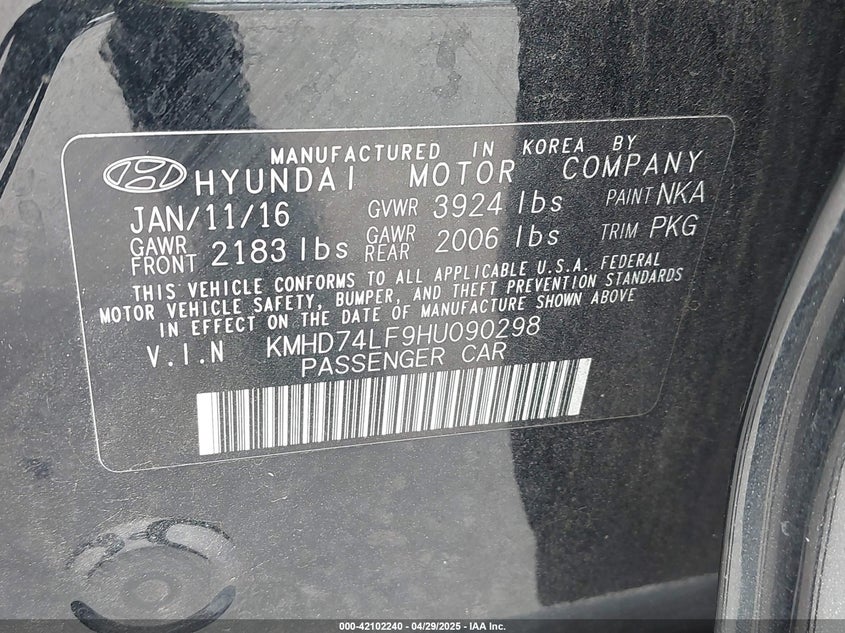 MANUFACTURED IN KOREA BY
HYUNDAI MOTOR COMPANY
JAN/11/16 GVWR 3924 lbs PAINT NKA
GAWR FRONT 2183 lbs GAWR REAR 2006 lbs TRIM PKG
THIS VEHICLE CONFORMS TO ALL APPLICABLE U.S.A. FEDERAL
MOTOR VEHICLE SAFETY, BUMPER, AND THEFT PREVENTION STANDARDS
IN EFFECT ON THE DATE OF MANUFACTURE SHOWN ABOVE
V.I.N KMHD74LF9HU090298
PASSENGER CAR
000-42102240 - 04/29/2025 - IAA Inc.